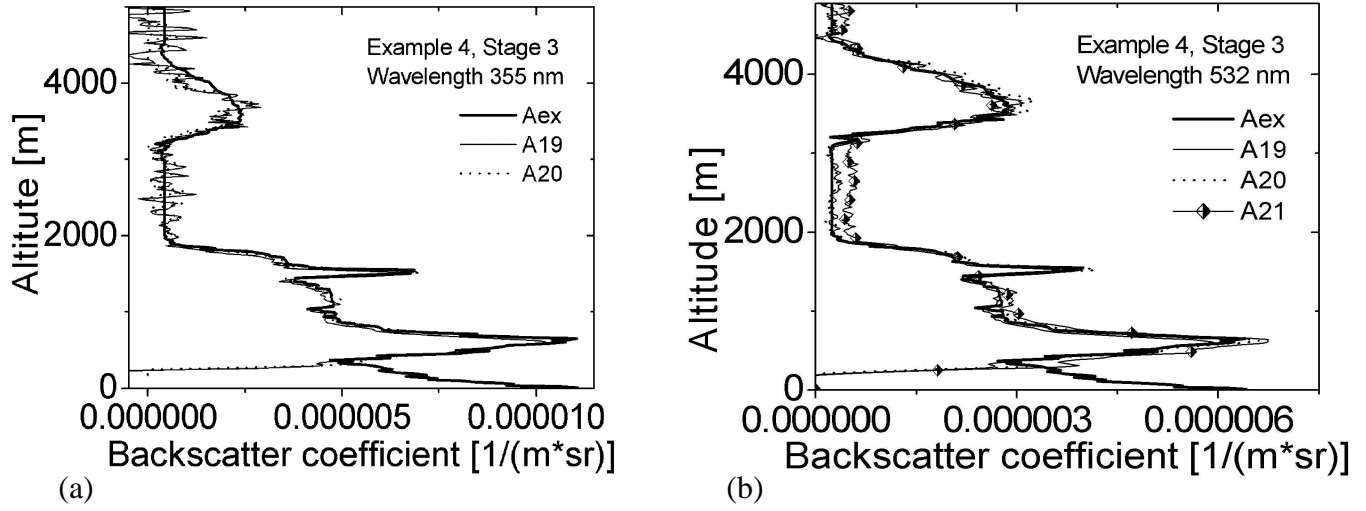 Example 4, Stage 3
Wavelength 355 nm
Aex
A19
A20
4000
2000
0
Altitute [m]
0.000000 0.000005 0.000010
Backscatter coefficient [1/(m*sr)]
(a)
Example 4, Stage 3
Wavelength 532 nm
Aex
A19
A20
A21
4000
2000
0
Altitude [m]
0.000000 0.000003 0.000006
Backscatter coefficient [1/(m*sr)]
(b)